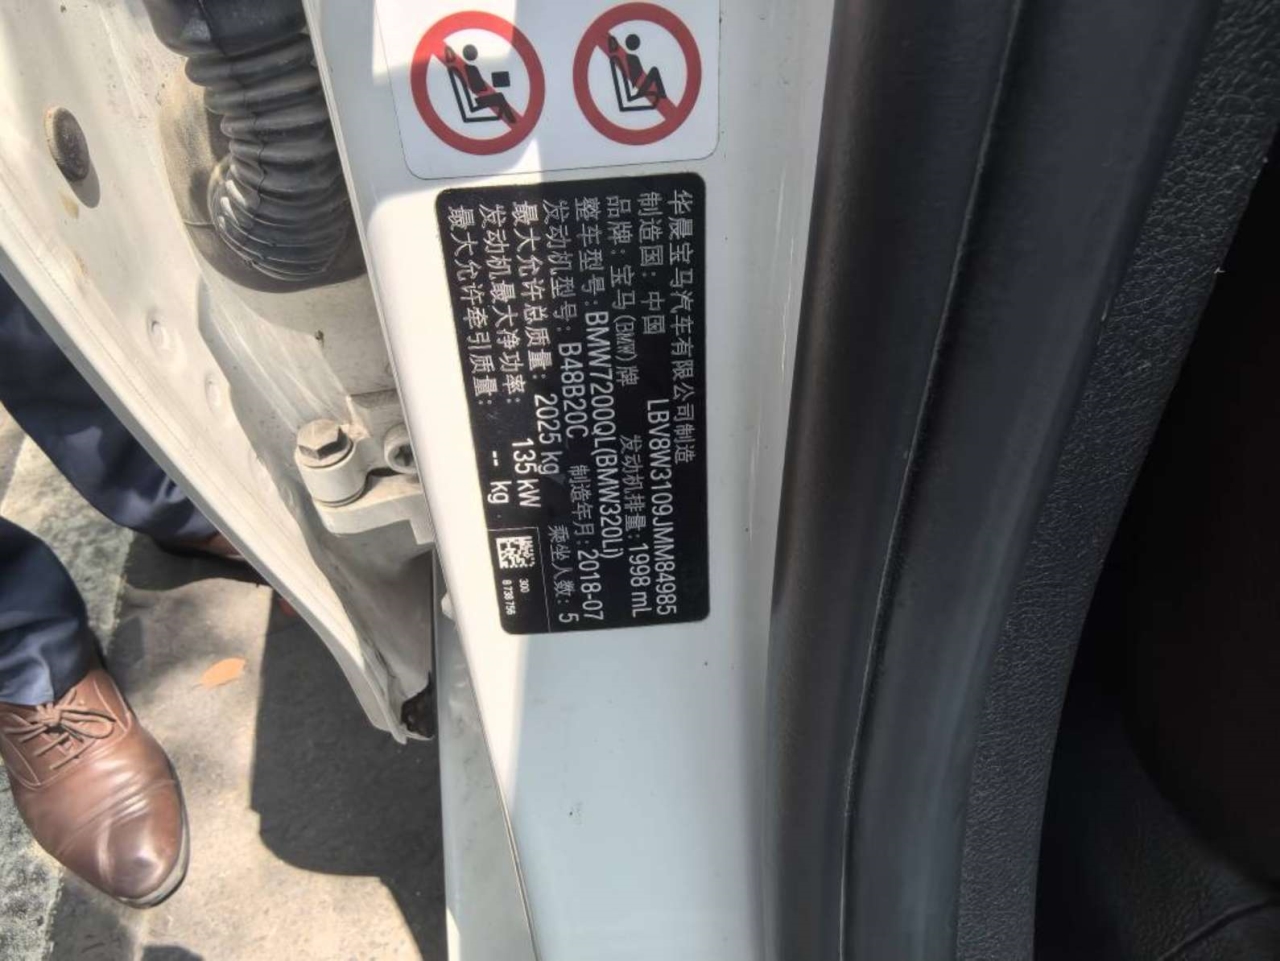 华晨宝马汽车有限公司制造
制造国：中国 LBV8W3109JMM84985
品牌：宝马(BMW)牌 发动机排量：1998 mL
整车型号：BMW7200QL(BMW320Li)
发动机型号：B48B20C 制造年月：2018-07
最大允许总质量：2025 kg 乘坐人数：5
发动机最大净功率：135 kW
最大允许牵引质量：-- kg
300
8 738 756